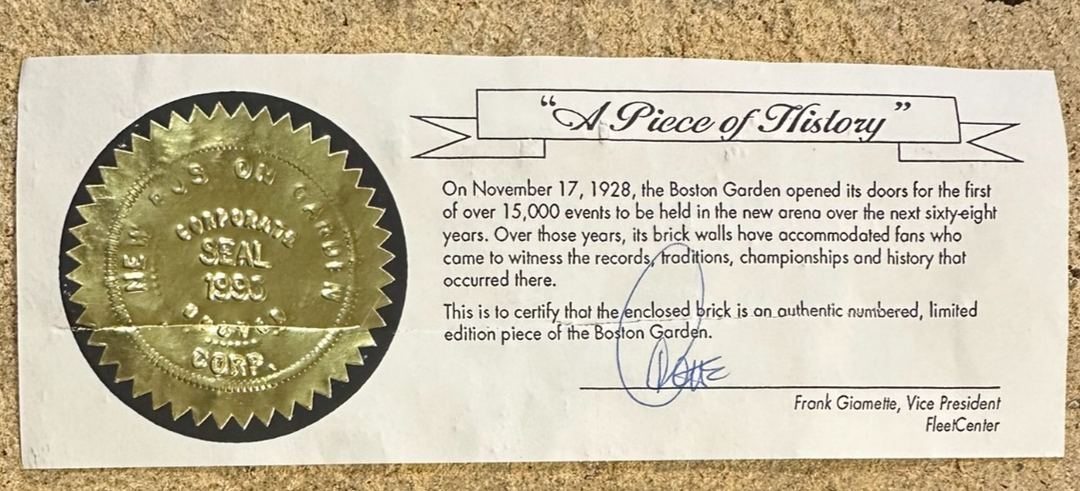 "A Piece of History"
On November 17, 1928, the Boston Garden opened its doors for the first
of over 15,000 events to be held in the new arena over the next sixty-eight
years. Over those years, its brick walls have accommodated fans who
came to witness the records, traditions, championships and history that
occurred there.
This is to certify that the enclosed brick is an authentic numbered, limited
edition piece of the Boston Garden.
Frank Giamette, Vice President
FleetCenter
NEW BOSTON GARDEN
CORPORATE
SEAL
CORP.